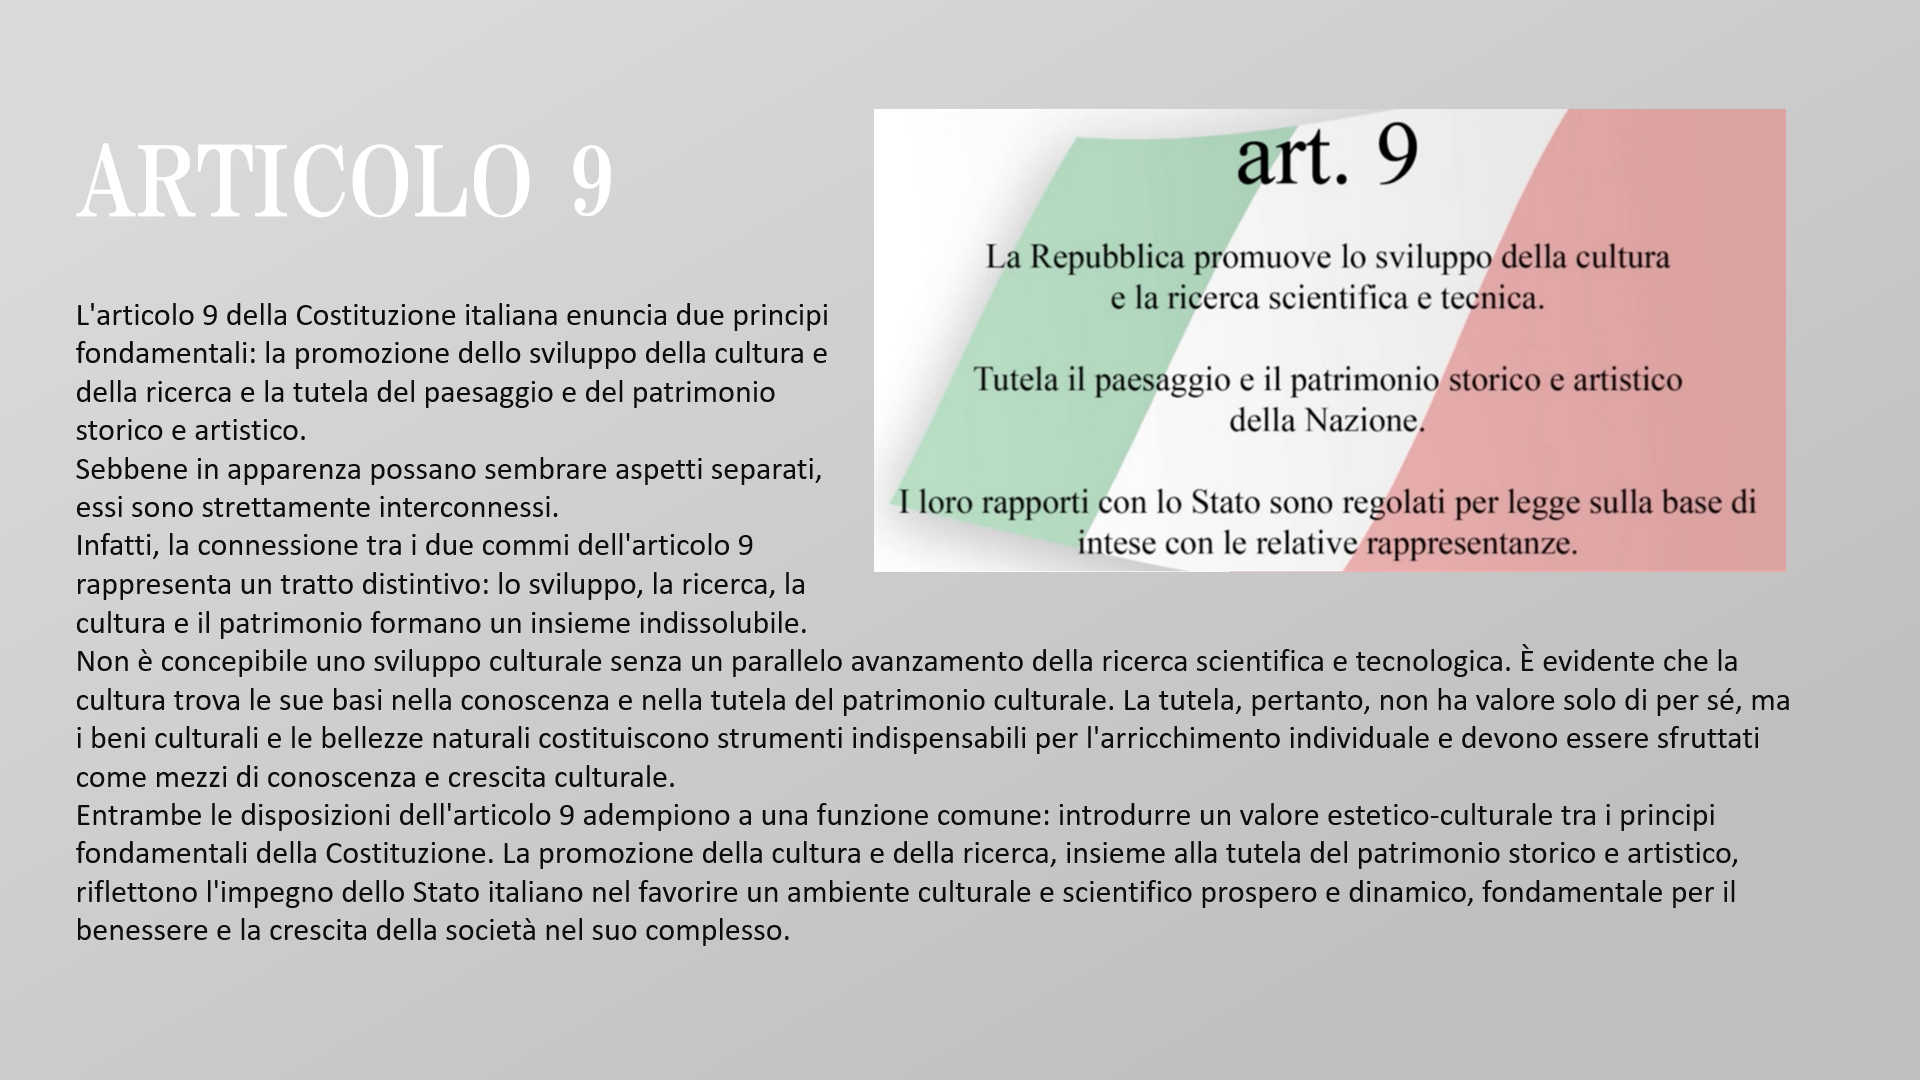 ARTICOLO 9
L'articolo 9 della Costituzione italiana enuncia due principi
fondamentali: la promozione dello sviluppo della cultura e
della ricerca e la tutela del paesaggio e del patrimonio
storico e artistico.
Sebbene in apparenza possano sembrare aspetti separati,
essi sono strettamente interconnessi.
Infatti, la connessione tra i due commi dell'articolo 9
rappresenta un tratto distintivo: lo sviluppo, la ricerca, la
cultura e il patrimonio formano un insieme indissolubile.
Non è concepibile uno sviluppo culturale senza un parallelo avanzamento della ricerca scientifica e tecnologica. È evidente che la
cultura trova le sue basi nella conoscenza e nella tutela del patrimonio culturale. La tutela, pertanto, non ha valore solo di per sé, ma
i beni culturali e le bellezze naturali costituiscono strumenti indispensabili per l'arricchimento individuale e devono essere sfruttati
come mezzi di conoscenza e crescita culturale.
Entrambe le disposizioni dell'articolo 9 adempiono a una funzione comune: introdurre un valore estetico-culturale tra i principi
fondamentali della Costituzione. La promozione della cultura e della ricerca, insieme alla tutela del patrimonio storico e artistico,
riflettono l'impegno dello Stato italiano nel favorire un ambiente culturale e scientifico prospero e dinamico, fondamentale per il
benessere e la crescita della società nel suo complesso.
art. 9
La Repubblica promuove lo sviluppo della cultura
e la ricerca scientifica e tecnica.
Tutela il paesaggio e il patrimonio storico e artistico
della Nazione.
I loro rapporti con lo Stato sono regolati per legge sulla base di
intese con le relative rappresentanze.